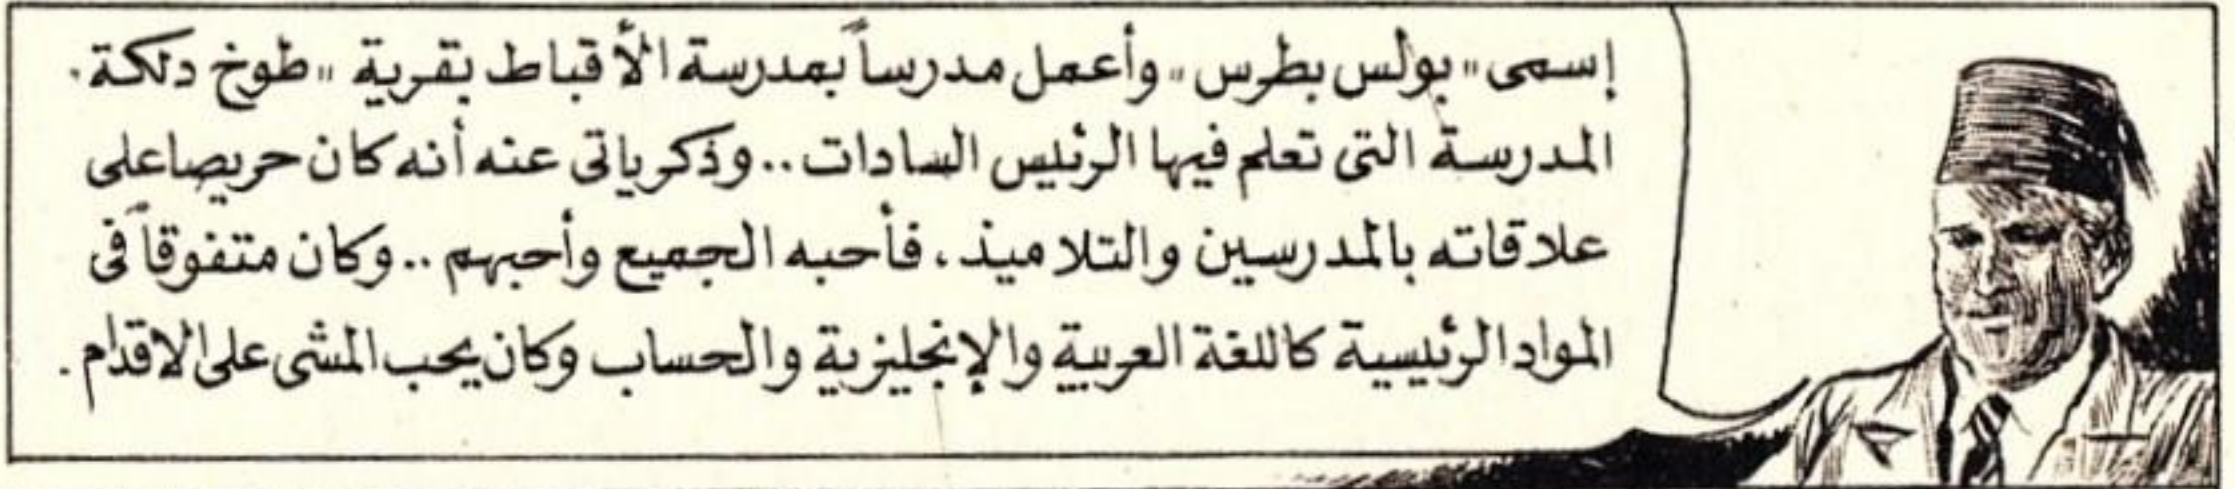 إسمى "بولس بطرس" وأعمل مدرساً بمدرسة الأقباط بقرية "طوخ دلكة.
المدرسة التى تعلم فيها الرئيس السادات .. وذكرياتى عنه أنه كان حريصا على
علاقاته بالمدرسين والتلاميذ ، فأحبه الجميع وأحبهم .. وكان متفوقاً فى
المواد الرئيسية كاللغة العربية والإنجليزية والحساب وكان يحب المشى على الاقدام .